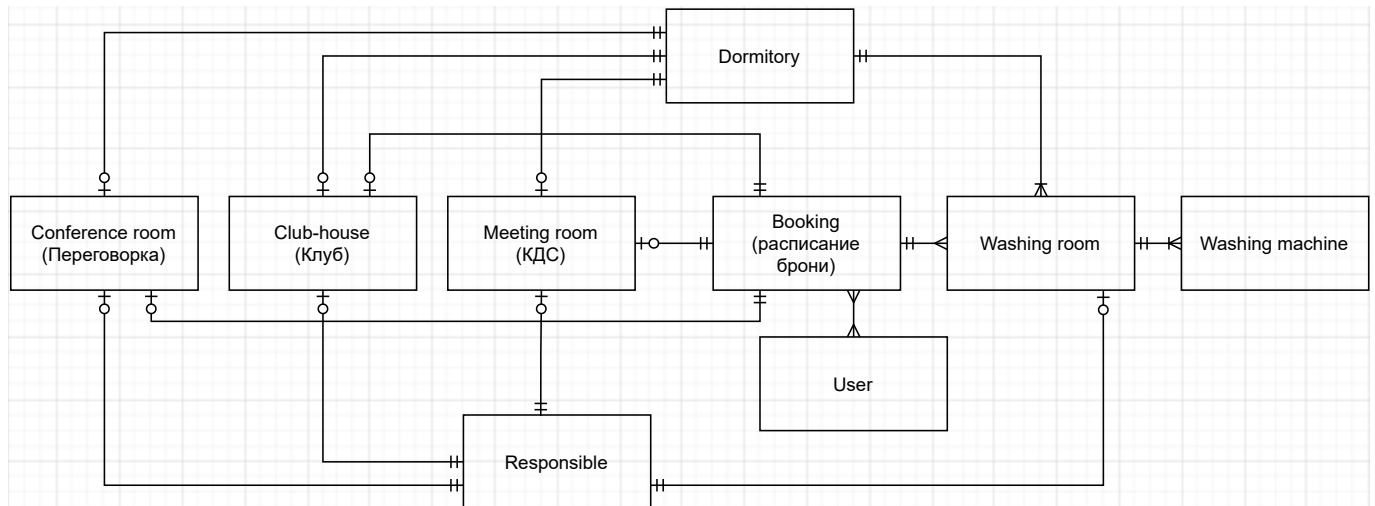 Dormitory
Conference room
(Переговорка)
Club-house
(Клуб)
Meeting room
(КДС)
Booking
(расписание
брони)
Washing room
Washing machine
User
Responsible